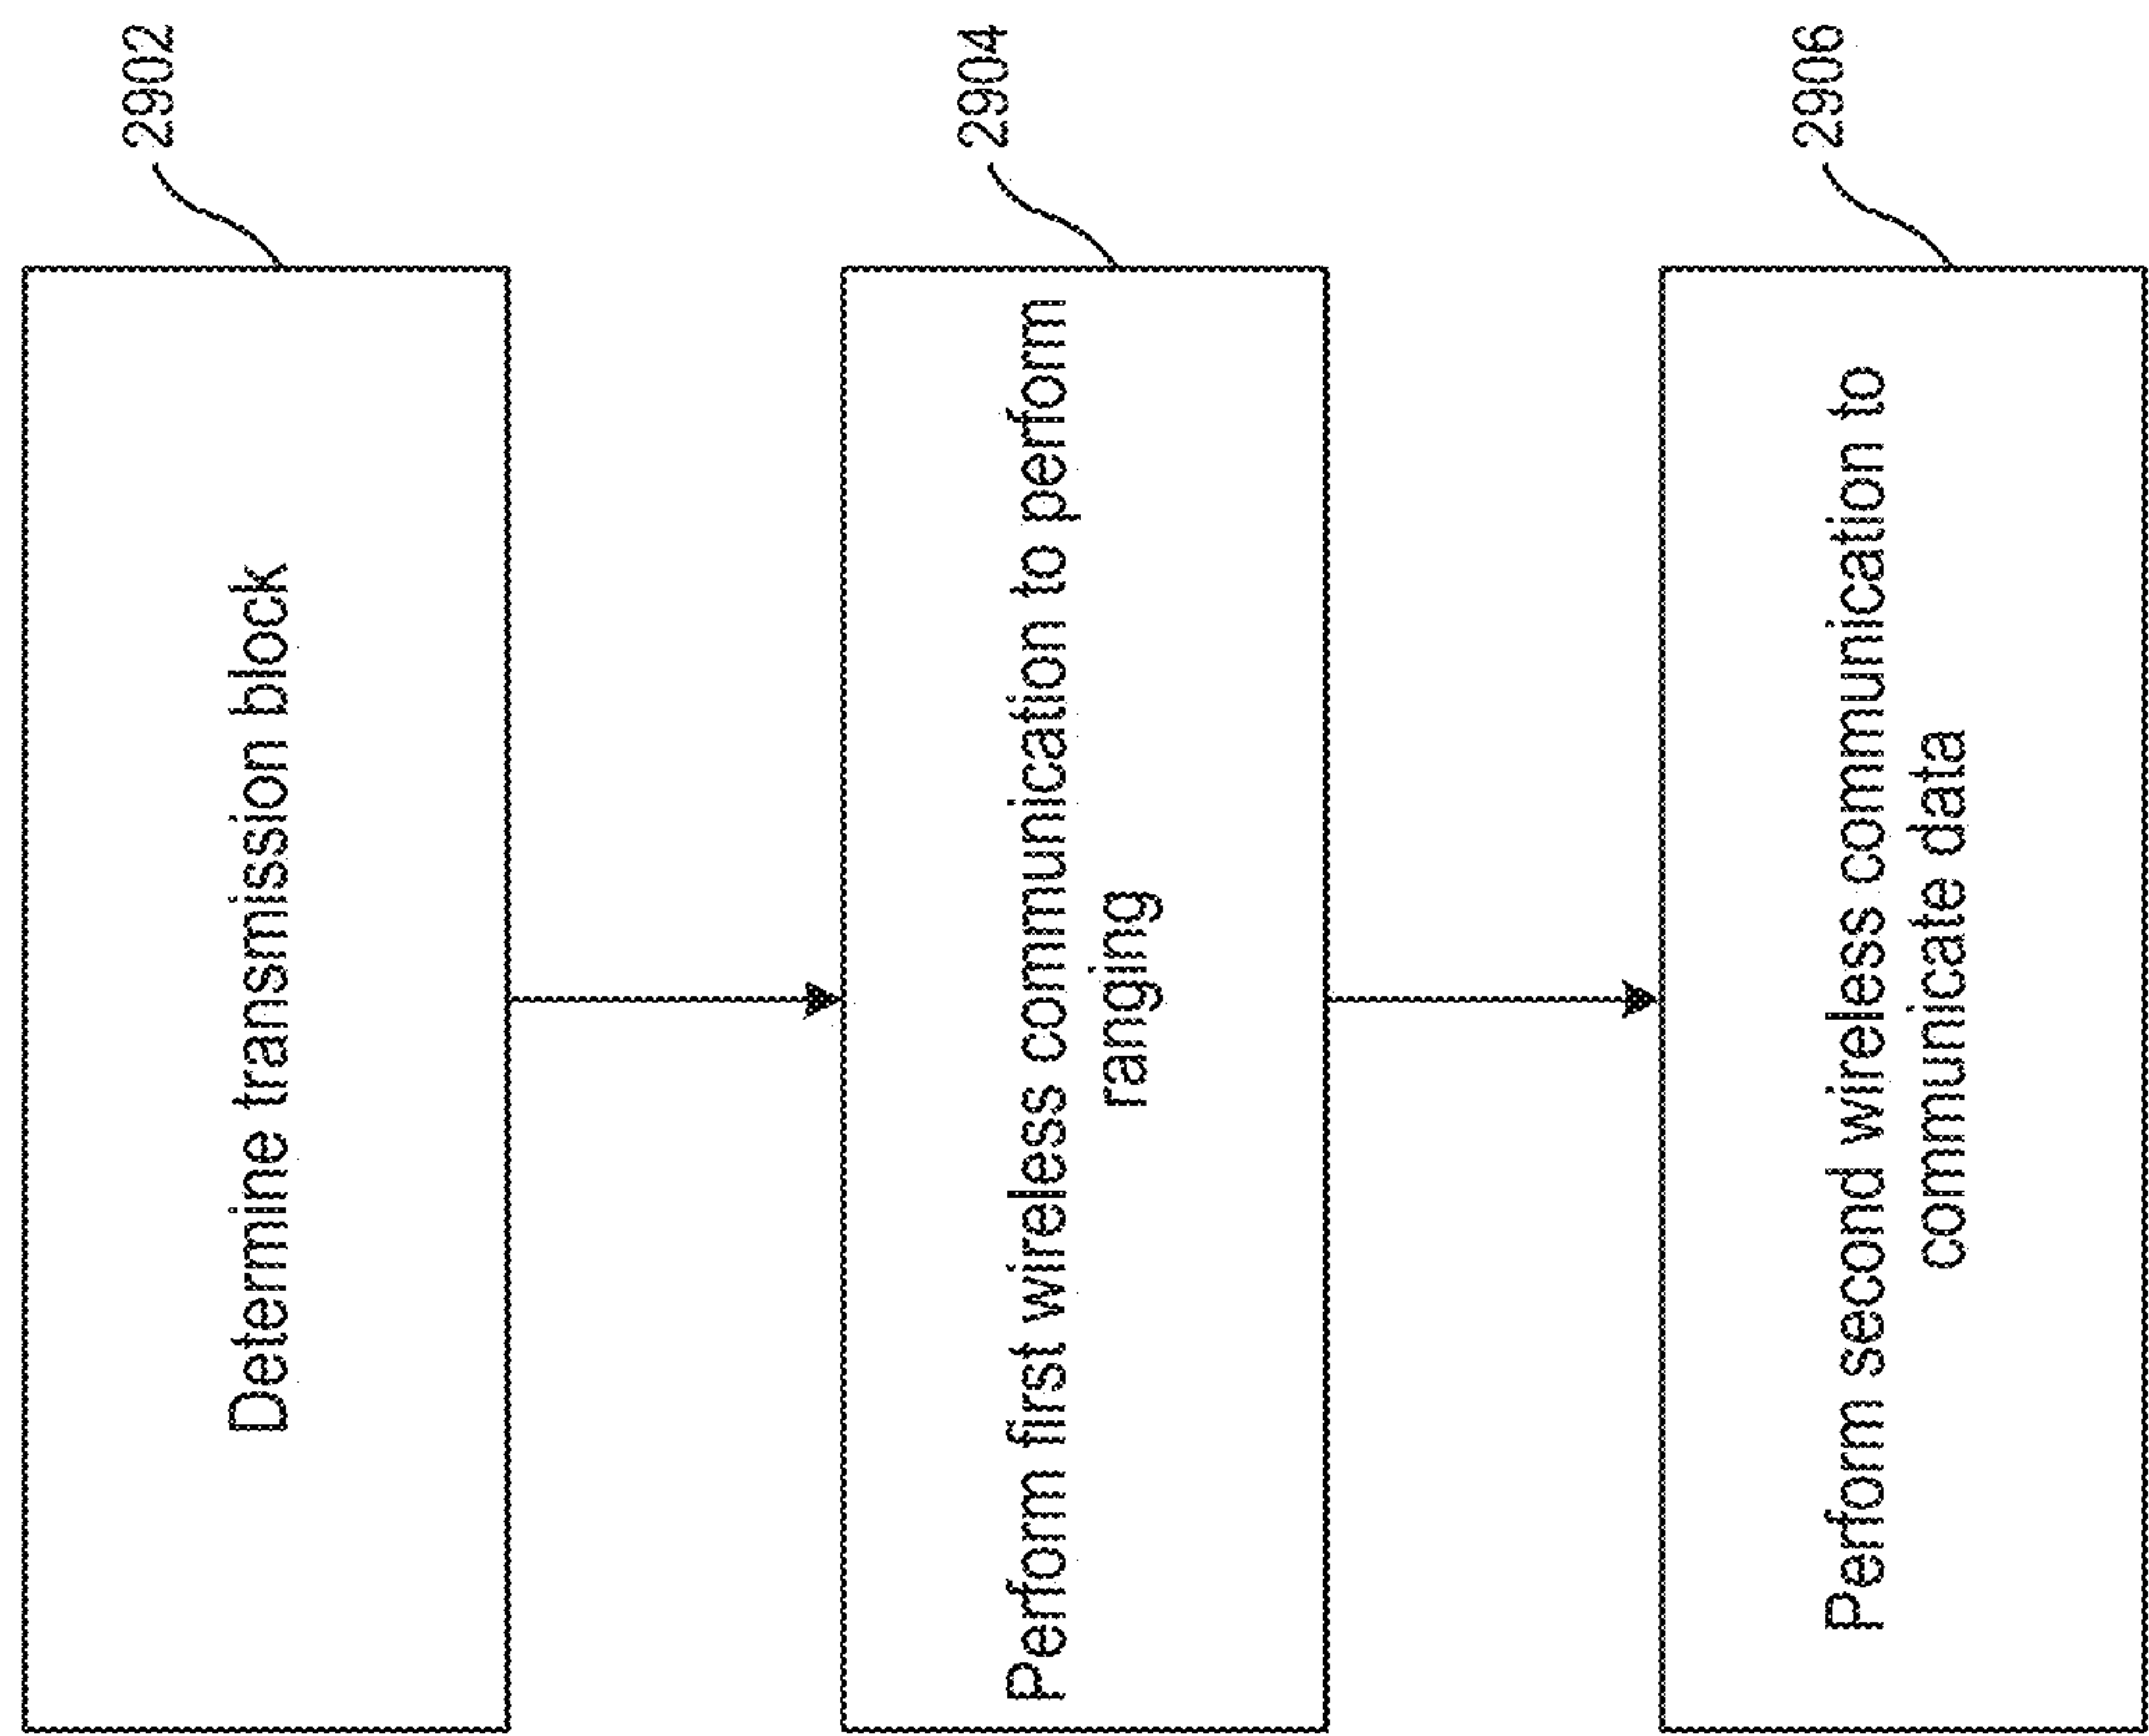 2902
Determine transmission block
2904
Perform first wireless communication to perform
ranging
2906
Perform second wireless communication to
communicate data